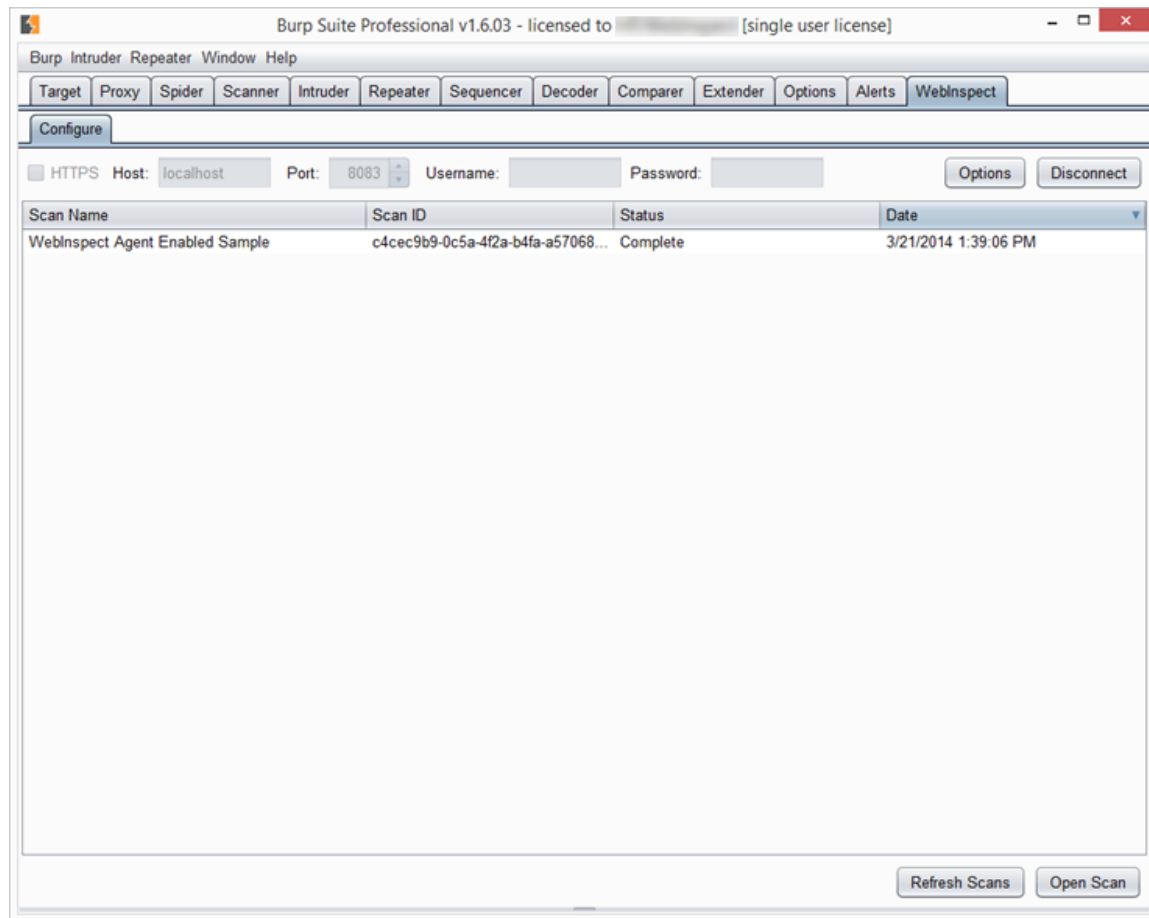 Burp Suite Professional v1.6.03 - licensed to [single user license]
Burp Intruder Repeater Window Help
Target Proxy Spider Scanner Intruder Repeater Sequencer Decoder Comparer Extender Options Alerts WebInspect
Configure
HTTPS Host: localhost Port: 8083 Username: Password: Options Disconnect
Scan Name Scan ID Status Date
WebInspect Agent Enabled Sample c4cec9b9-0c5a-4f2a-b4fa-a57068... Complete 3/21/2014 1:39:06 PM
Refresh Scans Open Scan